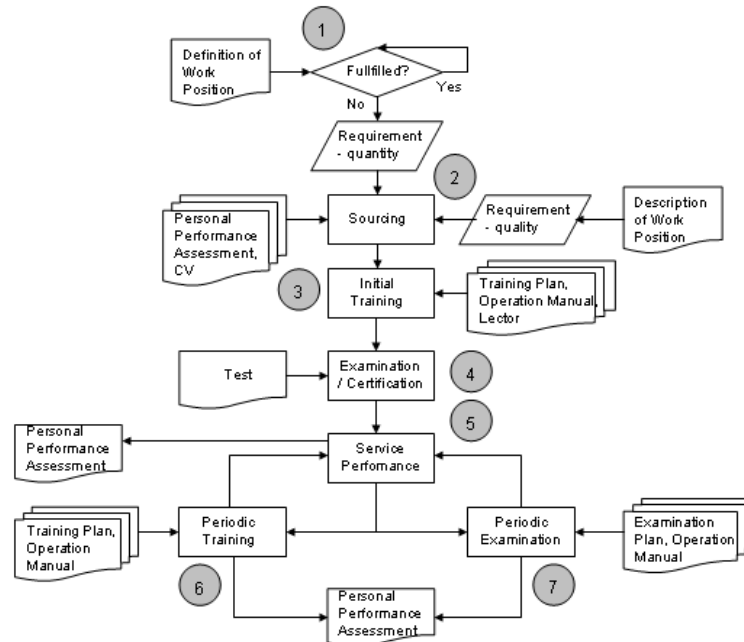 1
Definition of
Work
Position
Fullfilled?
Yes
No
Requirement
- quantity
2
Personal
Performance
Assessment,
CV
Sourcing
Requirement
- quality
Description
of Work
Position
3
Initial
Training
Training Plan,
Operation Manual,
Lector
Test
Examination
/ Certification
4
5
Personal
Performance
Assessment
Service
Perfomance
Training Plan,
Operation
Manual
Periodic
Training
Periodic
Examination
Examination
Plan, Operation
Manual
6
7
Personal
Performance
Assessment